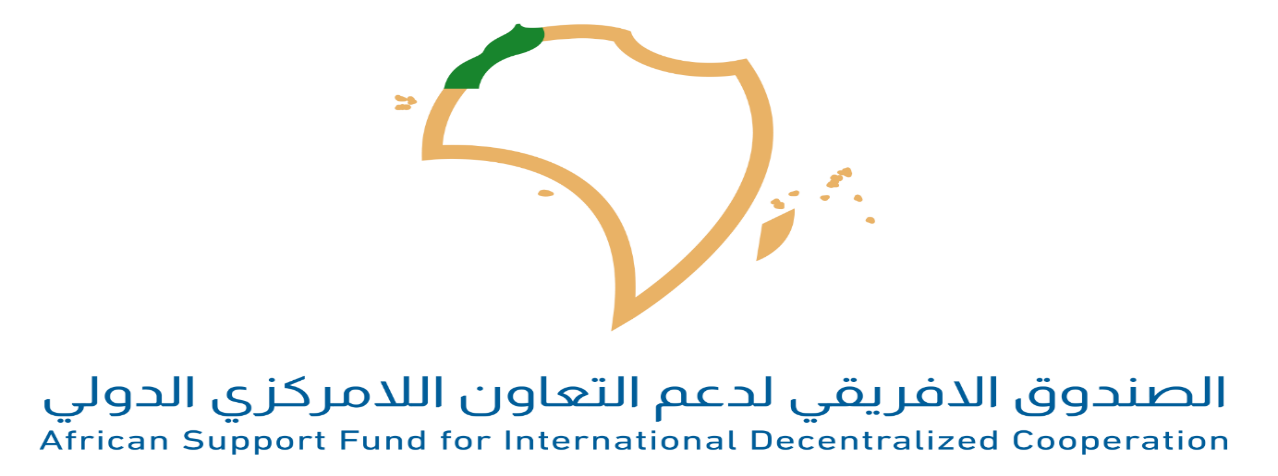 الصندوق الافريقي لدعم التعاون اللامركزي الدولي
African Support Fund for International Decentralized Cooperation